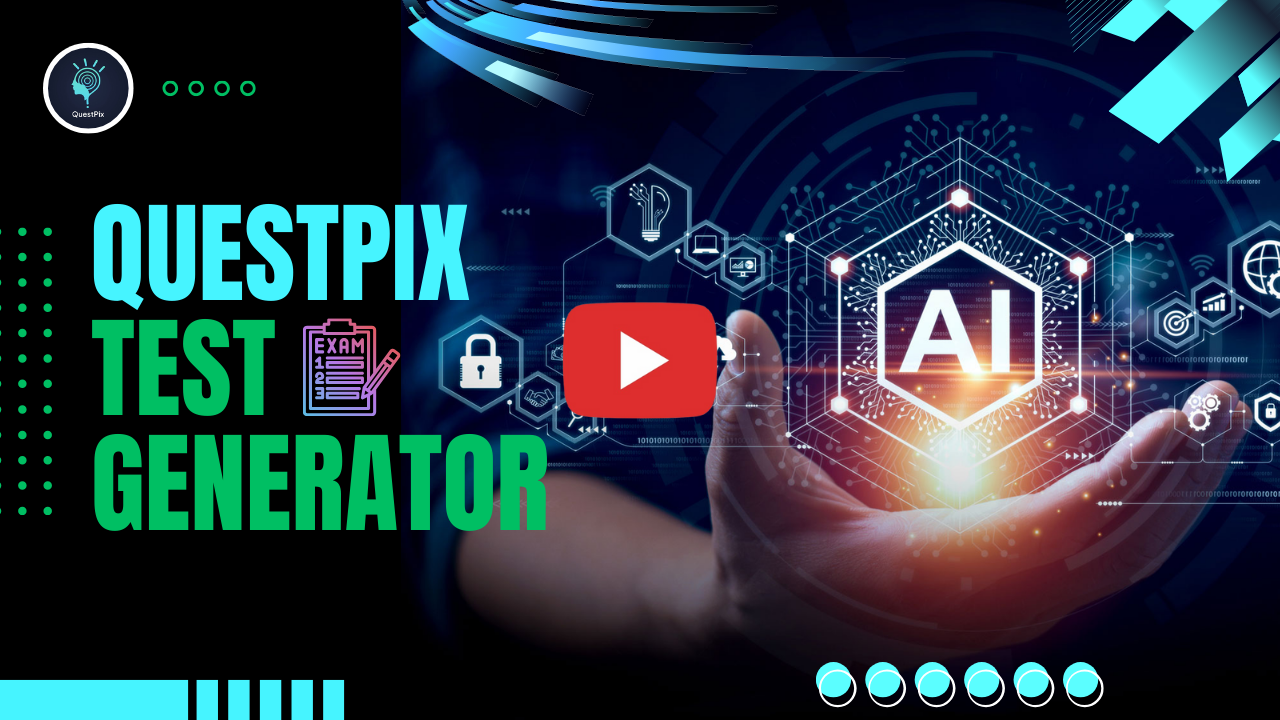 QuestPix
QUESTPIX
TEST
EXAM
1
2
3
GENERATOR
AI